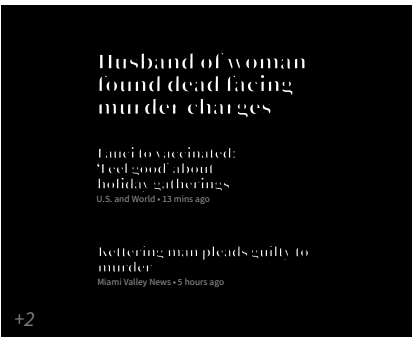 Husband of woman
found dead facing
murder charges
Fauci to vaccinated:
'Feel good' about
holiday gatherings
U.S. and World • 13 mins ago
Kettering man pleads guilty to
murder
Miami Valley News • 5 hours ago
+2